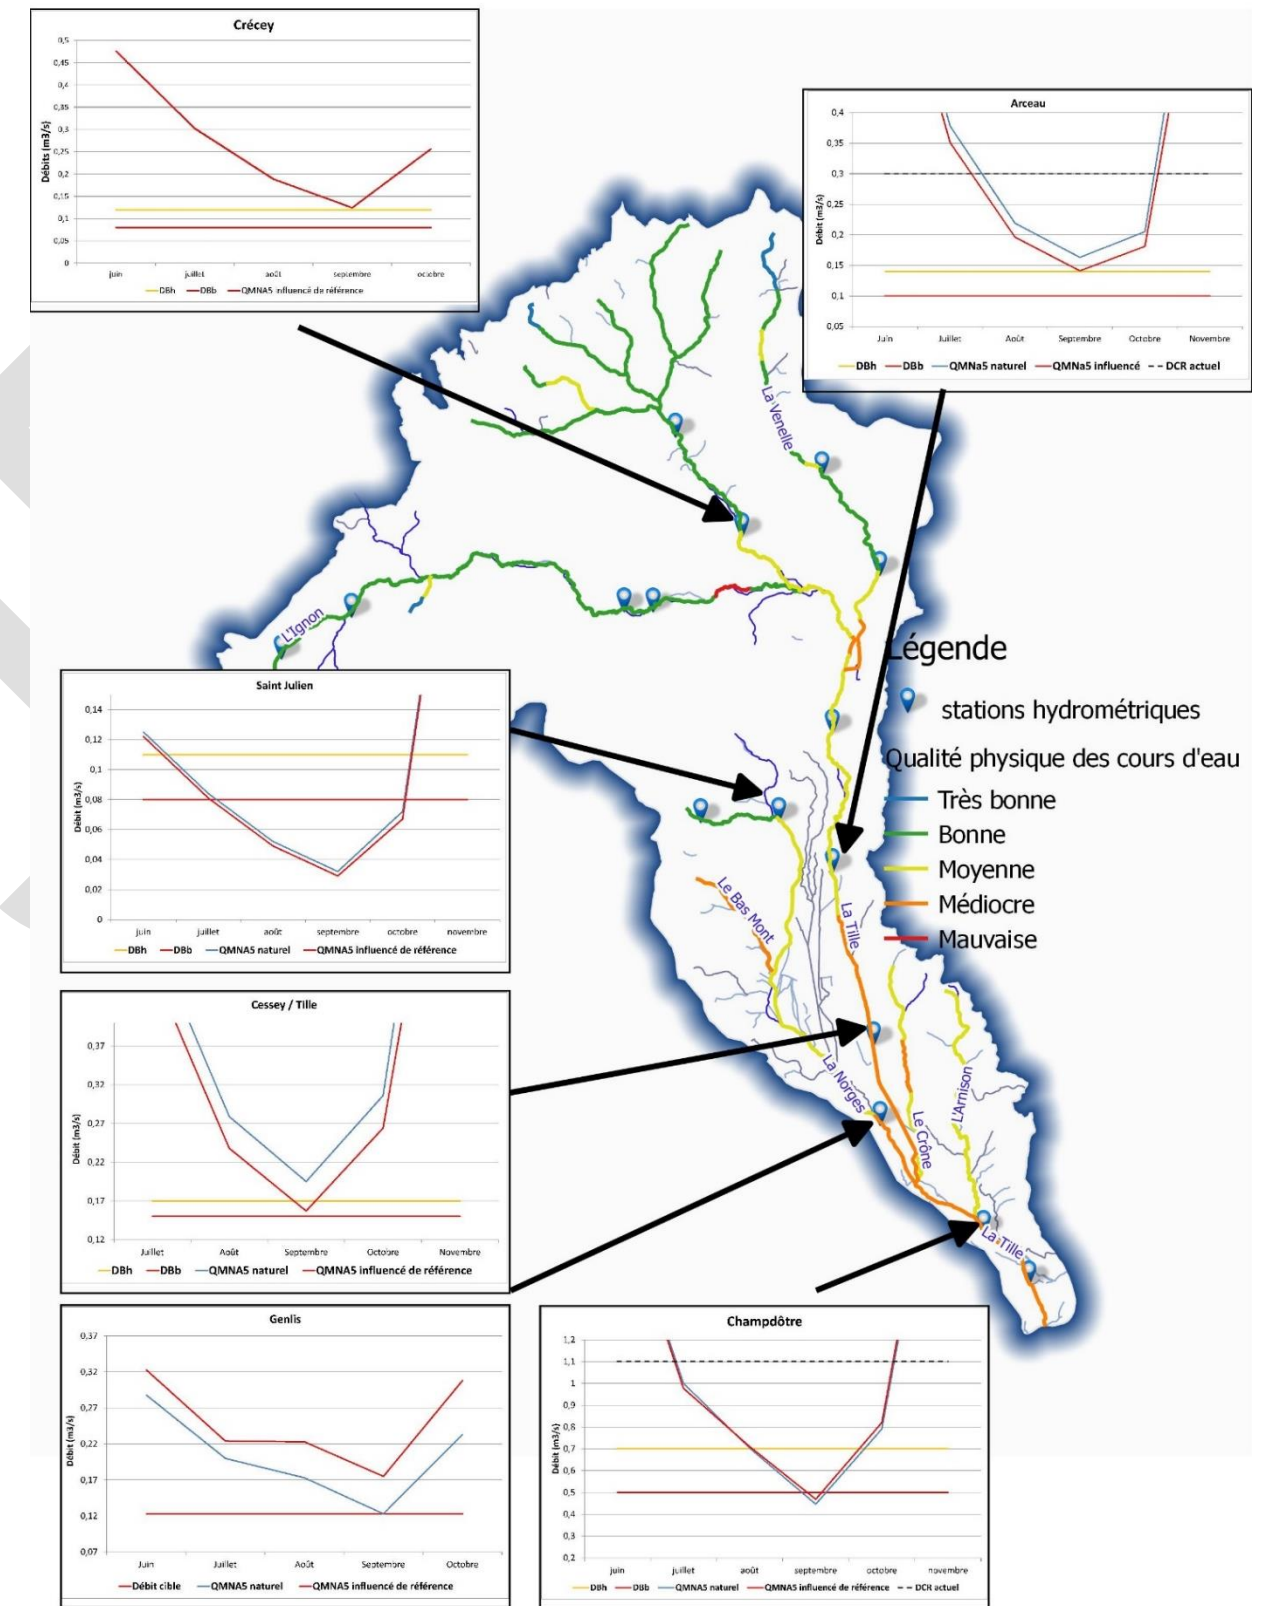 Crécey
0,5
0,45
0,4
0,35
0,3
0,25
0,2
0,15
0,1
0,05
0
Débits (m3/s)
juin juillet août septembre octobre
DBh DBb QMNA5 influencé de référence
Arceau
0,4
0,35
0,3
0,25
0,2
0,15
0,1
0,05
Débit (m3/s)
Juin Juillet Août Septembre Octobre Novembre
DBh DBb QMNa5 naturel QMNa5 influencé DCR actuel
La Venelle
L'Ignon
Légende
stations hydrométriques
Qualité physique des cours d'eau
Très bonne
Bonne
Moyenne
Médiocre
Mauvaise
Saint Julien
0,14
0,12
0,1
0,08
0,06
0,04
0,02
0
Débit (m3/s)
juin juillet août septembre octobre novembre
DBh DBb QMNA5 naturel QMNA5 influencé de référence
Le Bas Mont
La Tille
La Norges
Le Crône
L'Arnison
La Tille
Cessey / Tille
0,37
0,32
0,27
0,22
0,17
0,12
Débit (m3/s)
Juillet Août Septembre Octobre Novembre
DBh DBb QMNA5 naturel QMNA5 influencé de référence
Genlis
0,37
0,32
0,27
0,22
0,17
0,12
0,07
Débit (m3/s)
Juin Juillet Août Septembre Octobre
Débit cible QMNA5 naturel QMNA5 influencé de référence
Champdôtre
1,2
1,1
1
0,9
0,8
0,7
0,6
0,5
0,4
0,3
0,2
Débit (m3/s)
juin juillet août septembre octobre novembre
DBh DBb QMNA5 naturel QMNA5 influencé de référence DCR actuel